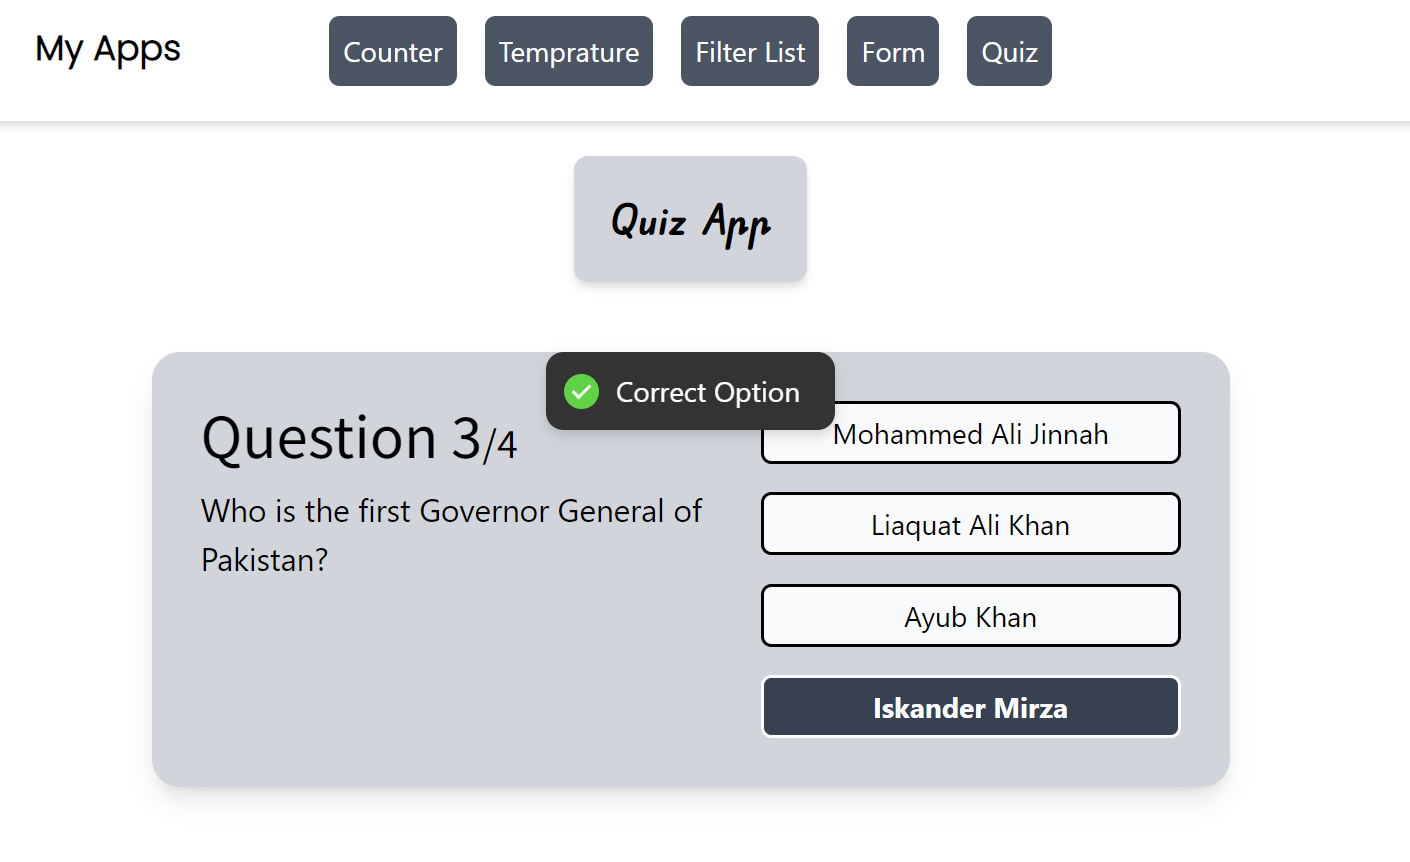 My Apps
Counter
Temprature
Filter List
Form
Quiz
Quiz App
Correct Option
Question 3/4
Who is the first Governor General of
Pakistan?
Mohammed Ali Jinnah
Liaquat Ali Khan
Ayub Khan
Iskander Mirza